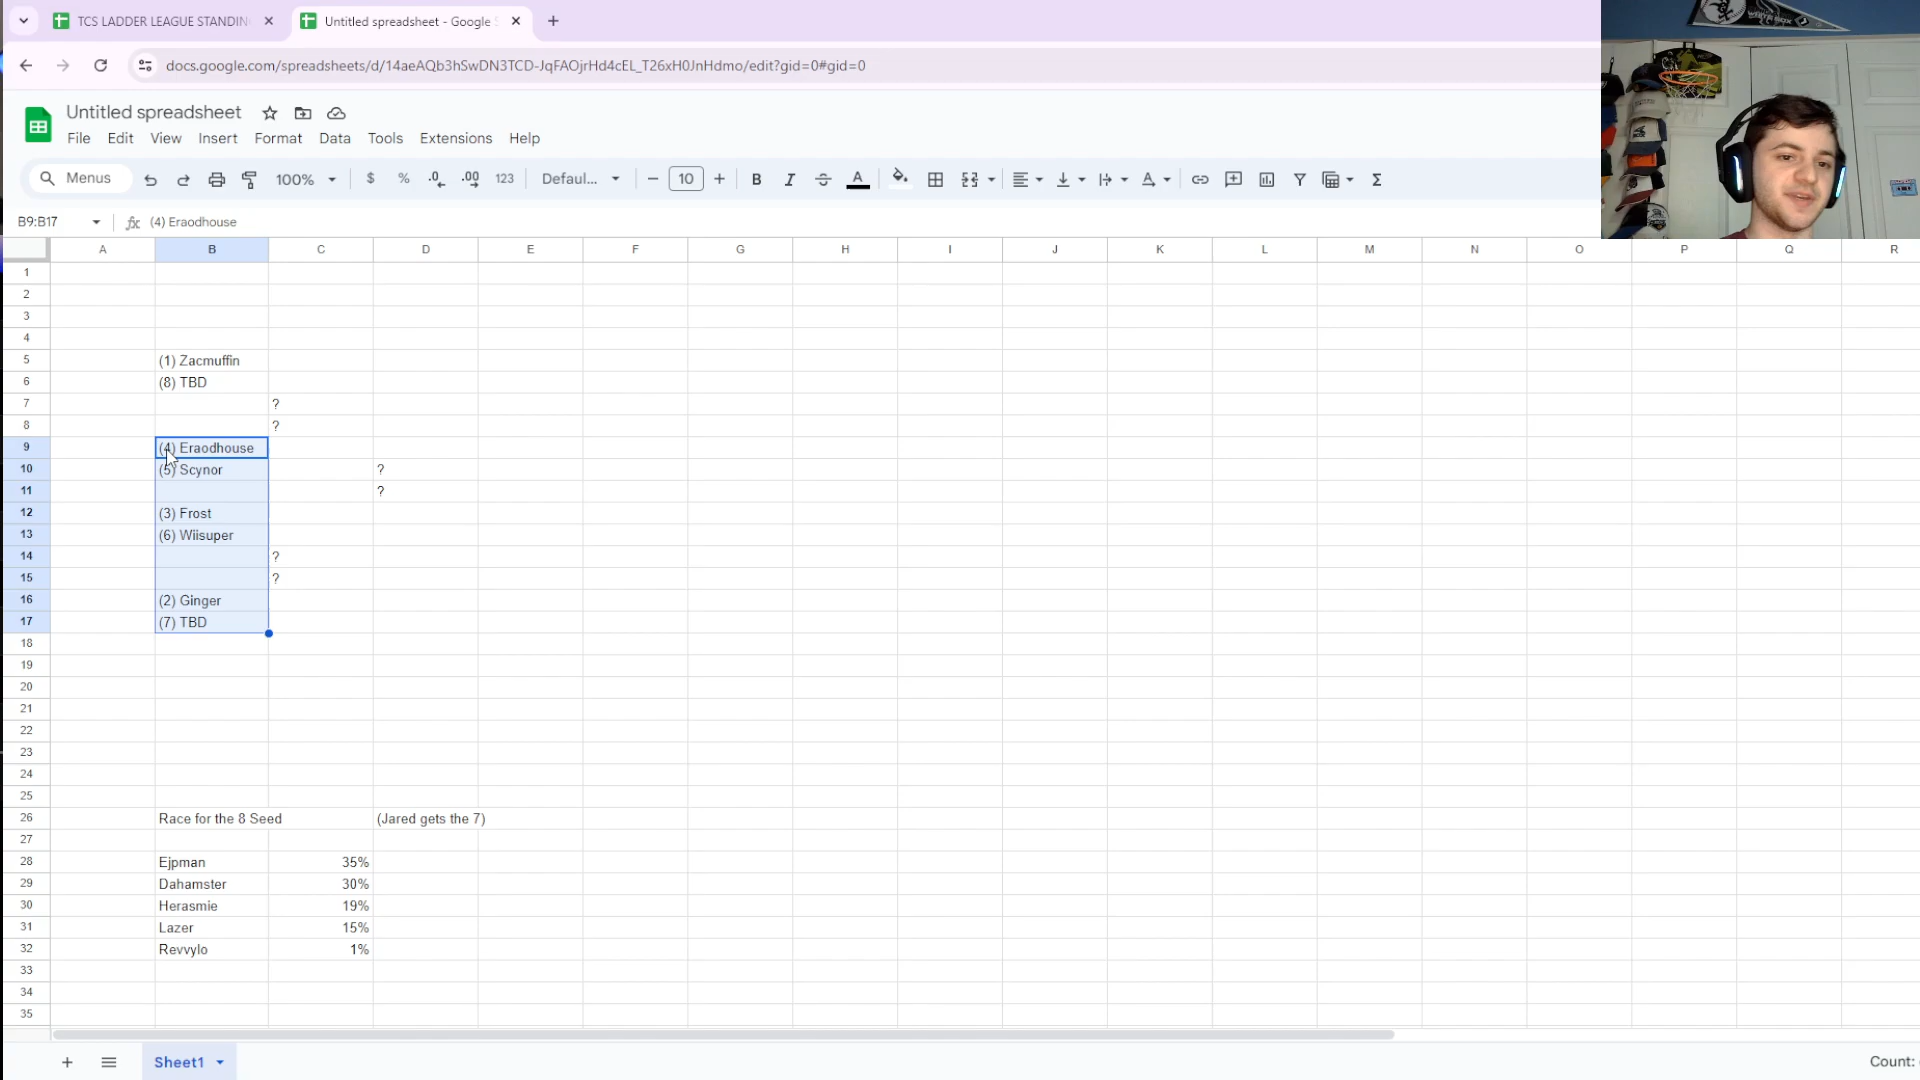 TCS LADDER LEAGUE STANDIN
Untitled spreadsheet - Google S
docs.google.com/spreadsheets/d/14aeAQb3hSwDN3TCD-JqFAOjrHd4cEL_T26xH0JnHdmo/edit?gid=0#gid=0
Untitled spreadsheet
File Edit View Insert Format Data Tools Extensions Help
Menus 100% $ % .0 .00 123 Defaul... 10 B I A
B9:B17 fx (4) Eraodhouse
A B C D E F G H I J K L M N O P Q R
1
2
3
4
5 (1) Zacmuffin
6 (8) TBD
7 ?
8 ?
9 (4) Eraodhouse
10 (5) Scynor ?
11 ?
12 (3) Frost
13 (6) Wiisuper
14 ?
15 ?
16 (2) Ginger
17 (7) TBD
18
19
20
21
22
23
24
25
26 Race for the 8 Seed (Jared gets the 7)
27
28 Ejpman 35%
29 Dahamster 30%
30 Herasmie 19%
31 Lazer 15%
32 Revvylo 1%
33
34
35
Sheet1
Count: